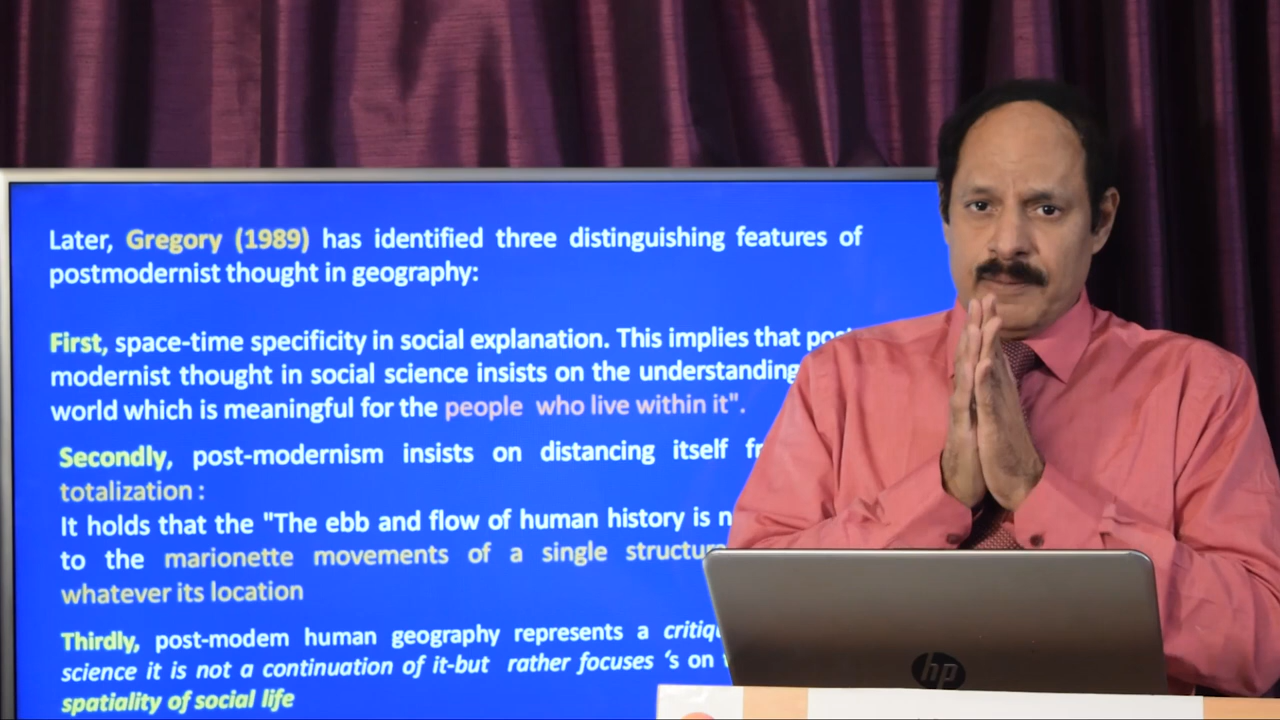 Later, Gregory (1989) has identified three distinguishing features of
postmodernist thought in geography:
First, space-time specificity in social explanation. This implies that
modernist thought in social science insists on the understanding
world which is meaningful for the people who live within it".
Secondly, post-modernism insists on distancing itself
totalization :
It holds that the "The ebb and flow of human history is
to the marionette movements of a single
whatever its location
Thirdly, post-modem human geography represents a
science it is not a continuation of it-but rather focuses 's on
spatiality of social life
hp